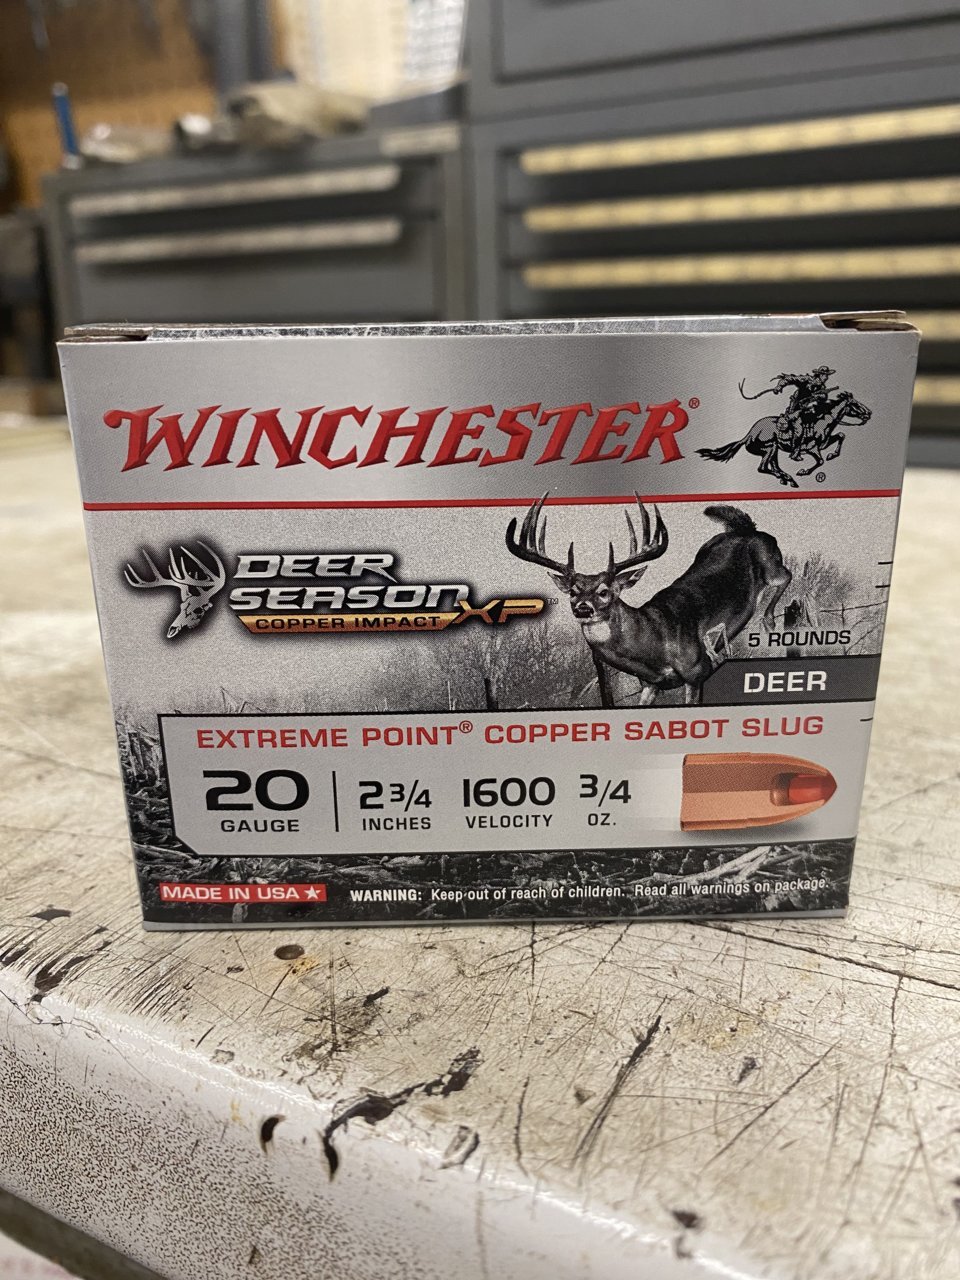 WINCHESTER®
®
DEER
SEASON XP™
COPPER IMPACT
5 ROUNDS
DEER
EXTREME POINT® COPPER SABOT SLUG
20 GAUGE
2 3/4 INCHES
1600 VELOCITY
3/4 OZ.
MADE IN USA
WARNING: Keep out of reach of children. Read all warnings on package.